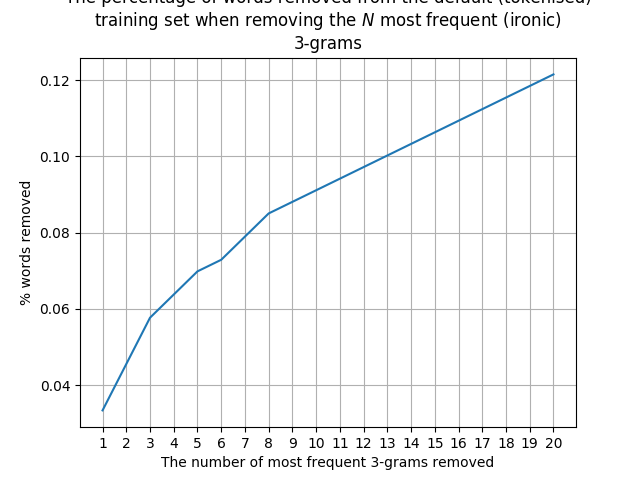 The percentage of words removed from the default (tokenised)
training set when removing the N most frequent (ironic)
3-grams
0.12
0.10
0.08
0.06
0.04
% words removed
1 2 3 4 5 6 7 8 9 10 11 12 13 14 15 16 17 18 19 20
The number of most frequent 3-grams removed